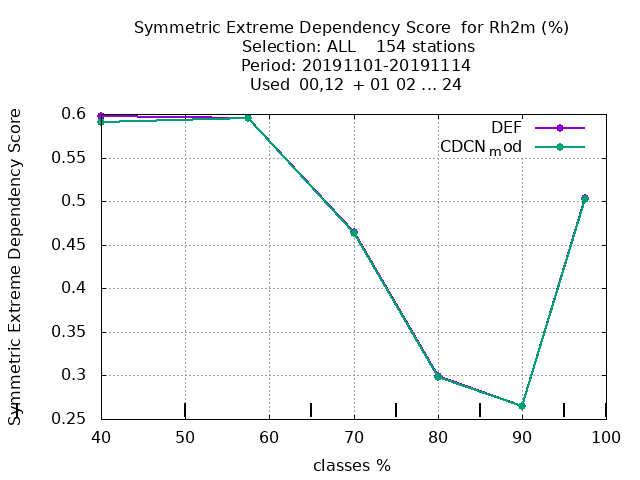 Symmetric Extreme Dependency Score for Rh2m (%)
Selection: ALL 154 stations
Period: 20191101-20191114
Used 00,12 + 01 02 ... 24
DEF
CDCN_mod
Symmetric Extreme Dependency Score
0.6
0.55
0.5
0.45
0.4
0.35
0.3
0.25
40 50 60 70 80 90 100
classes %